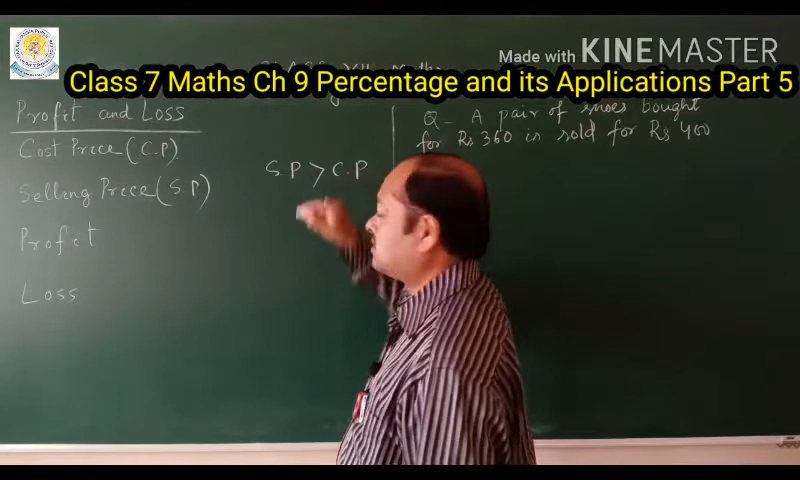 Made with KINEMASTER
Class 7 Maths Ch 9 Percentage and its Applications Part 5
Profit and Loss
Cost Price (C.P)
Selling Price (S.P)
Profit
Loss
S.P > C.P
Q - A pair of shoes bought
for Rs 360 is sold for Rs 400